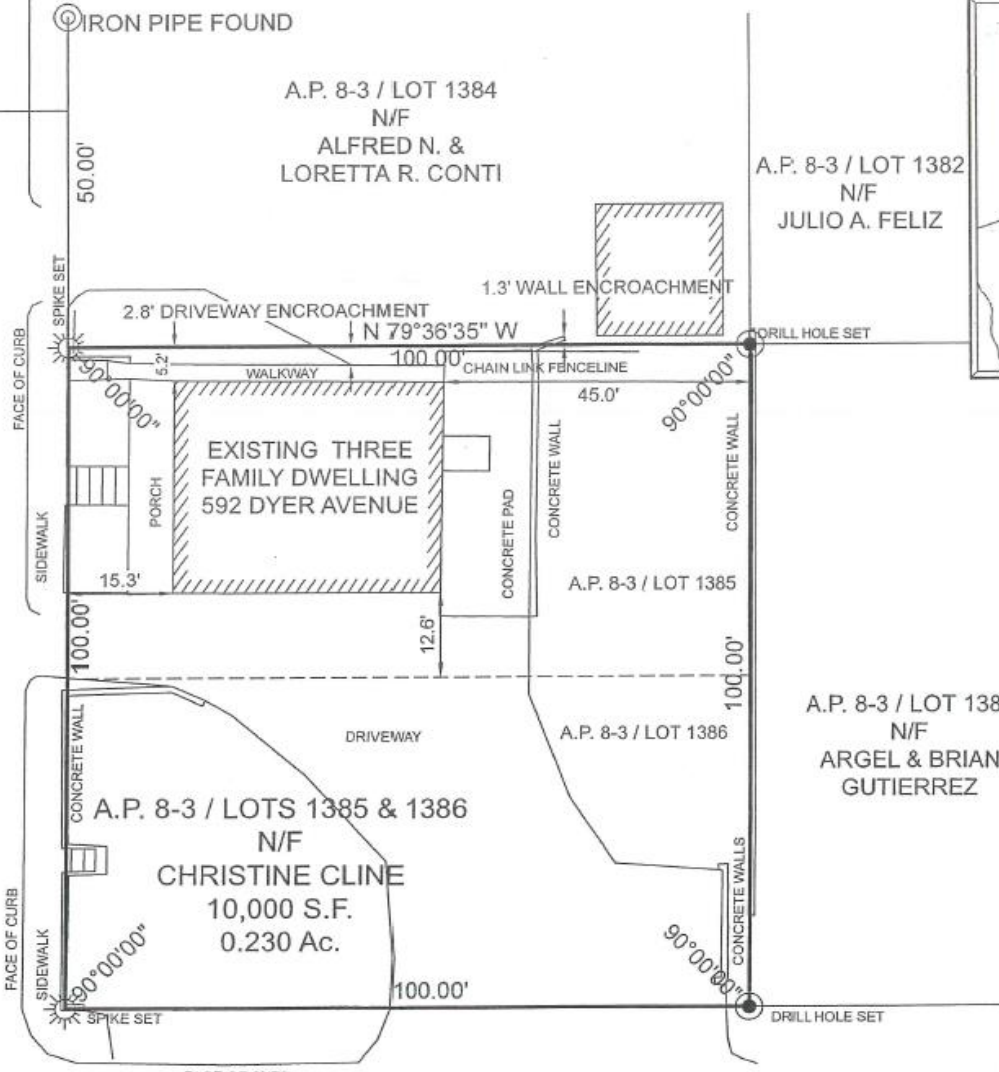 IRON PIPE FOUND
A.P. 8-3 / LOT 1384
N/F
ALFRED N. &
LORETTA R. CONTI
50.00'
A.P. 8-3 / LOT 1382
N/F
JULIO A. FELIZ
SPIKE SET
FACE OF CURB
2.8' DRIVEWAY ENCROACHMENT
1.3' WALL ENCROACHMENT
N 79°36'35" W
100.00'
DRILL HOLE SET
5.2'
WALKWAY
CHAIN LINK FENCELINE
45.0'
90°00'00"
90°00'00"
EXISTING THREE
FAMILY DWELLING
592 DYER AVENUE
PORCH
CONCRETE PAD
CONCRETE WALL
CONCRETE WALL
SIDEWALK
15.3'
A.P. 8-3 / LOT 1385
100.00'
12.6'
100.00'
DRIVEWAY
A.P. 8-3 / LOT 1386
A.P. 8-3 / LOT 138
N/F
ARGEL & BRIAN
GUTIERREZ
CONCRETE WALL
A.P. 8-3 / LOTS 1385 & 1386
N/F
CHRISTINE CLINE
10,000 S.F.
0.230 Ac.
CONCRETE WALLS
FACE OF CURB
SIDEWALK
90°00'00"
90°00'00"
100.00'
SPIKE SET
DRILL HOLE SET